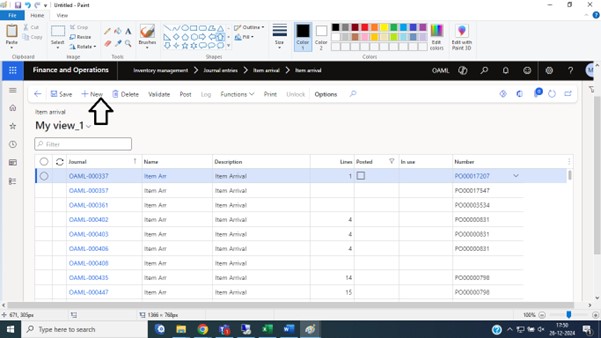 Untitled - Paint
File Home View
Paste
Cut
Copy
Clipboard
Select
Crop
Resize
Rotate
Image
Tools
Brushes
Shapes
Outline
Fill
Size
Color 1
Color 2
Colors
Edit colors
Edit with Paint 3D
Finance and Operations Inventory management > Journal entries > Item arrival > Item arrival OAML
Save + New Delete Validate Post Log Functions Print Unlock Options
Item arrival
My view_1
Filter
Journal Name Description Lines Posted In use Number
OAML-000337 Item Arr Item Arrival 1 PO00017207
OAML-000357 Item Arr Item Arrival PO00017547
OAML-000361 Item Arr Item Arrival PO00003534
OAML-000402 Item Arr Item Arrival 4 PO00000831
OAML-000403 Item Arr Item Arrival 4 PO00000831
OAML-000406 Item Arr Item Arrival 4 PO00000831
OAML-000408 Item Arr Item Arrival
OAML-000435 Item Arr Item Arrival 14 PO00000798
OAML-000447 Item Arr Item Arrival 15 PO00000798
671, 305px 1366 × 768px 100%
Type here to search
17:50
28-12-2024